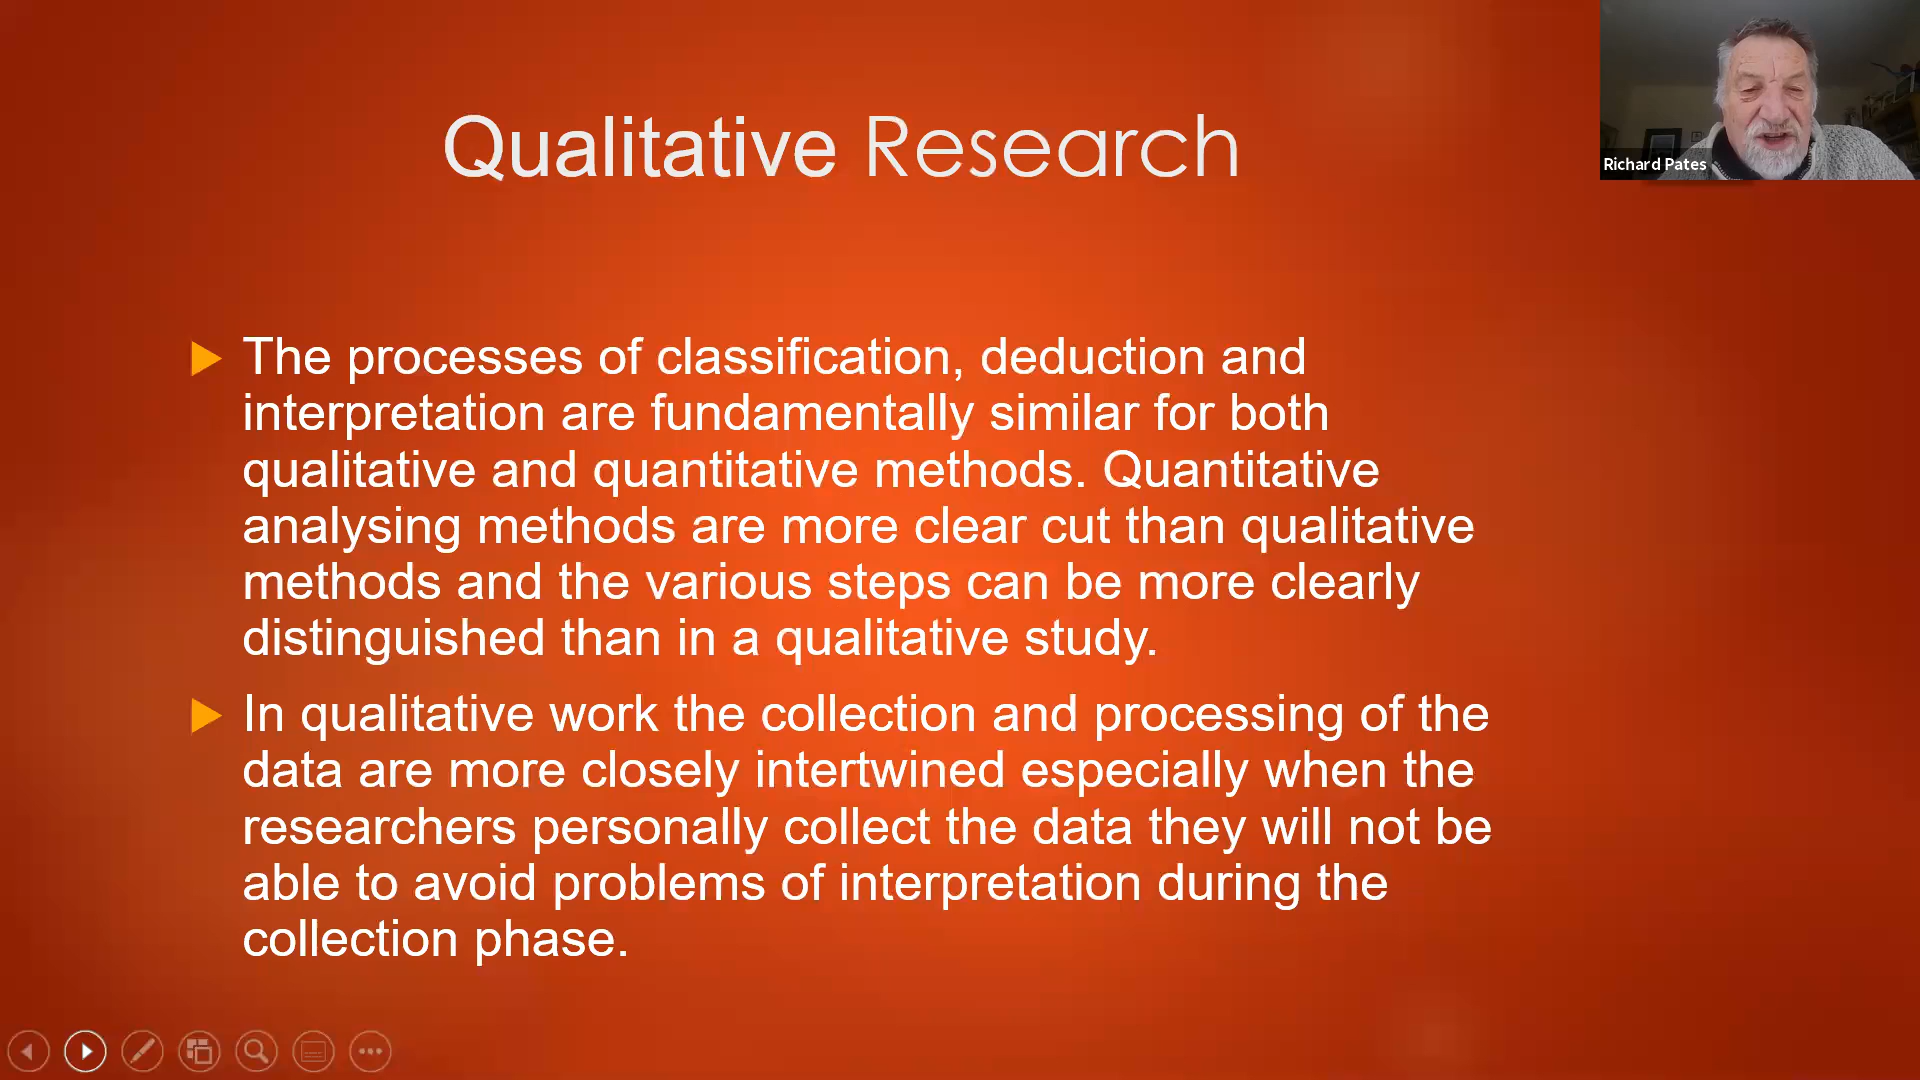 Qualitative Research
Richard Pates
The processes of classification, deduction and
interpretation are fundamentally similar for both
qualitative and quantitative methods. Quantitative
analysing methods are more clear cut than qualitative
methods and the various steps can be more clearly
distinguished than in a qualitative study.
In qualitative work the collection and processing of the
data are more closely intertwined especially when the
researchers personally collect the data they will not be
able to avoid problems of interpretation during the
collection phase.